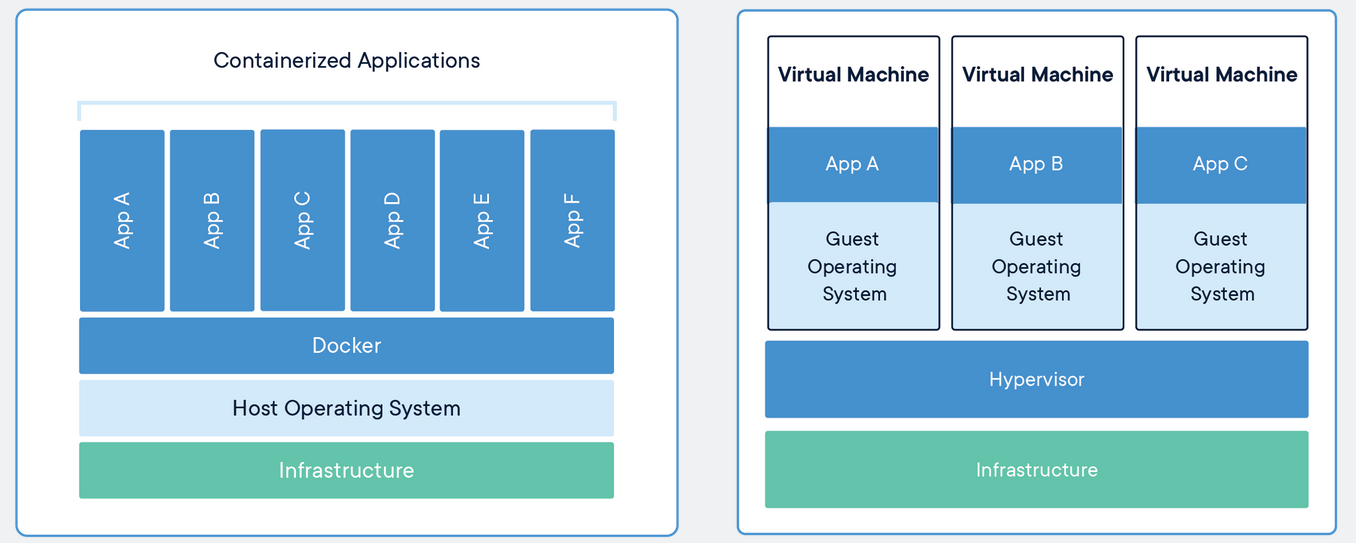 Containerized Applications
App A
App B
App C
App D
App E
App F
Docker
Host Operating System
Infrastructure
Virtual Machine
App A
Guest
Operating
System
Virtual Machine
App B
Guest
Operating
System
Virtual Machine
App C
Guest
Operating
System
Hypervisor
Infrastructure